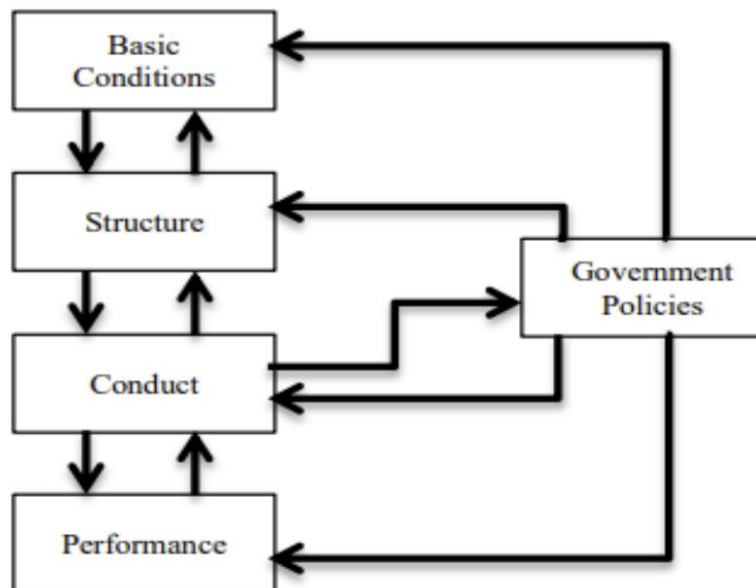 Basic
Conditions
Structure
Government
Policies
Conduct
Performance